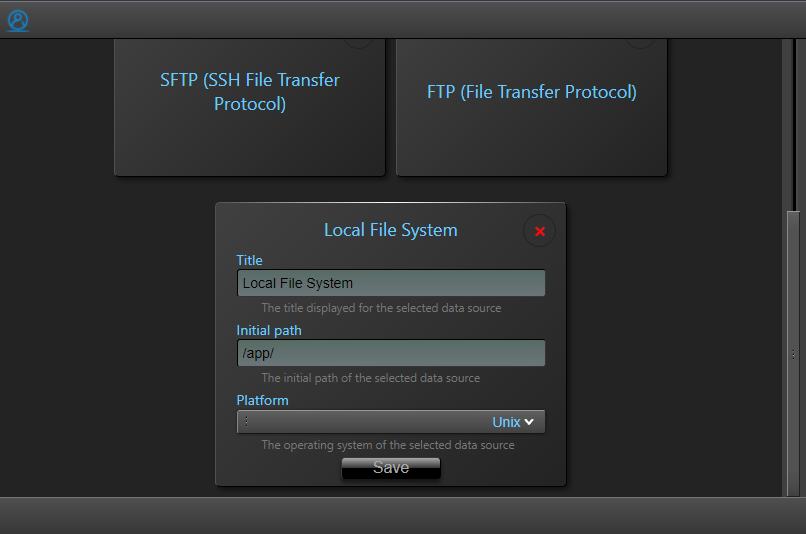 SFTP (SSH File Transfer
Protocol)
FTP (File Transfer Protocol)
Local File System
Title
Local File System
The title displayed for the selected data source
Initial path
/app/
The initial path of the selected data source
Platform
Unix
The operating system of the selected data source
Save